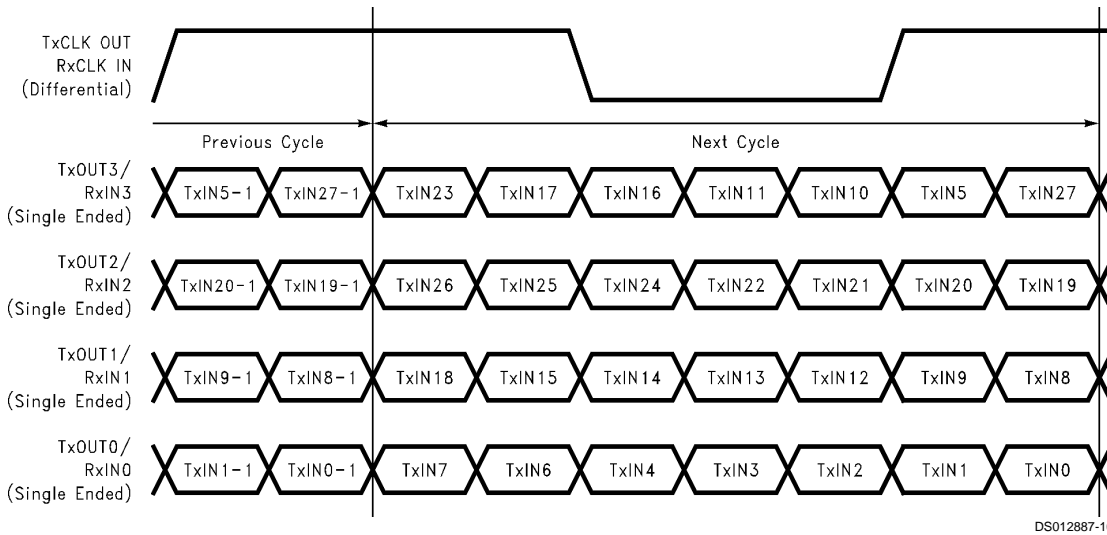 TxCLK OUT
RxCLK IN
(Differential)
Previous Cycle
Next Cycle
TxOUT3/
RxIN3
(Single Ended)
TxIN5-1 TxIN27-1 TxIN23 TxIN17 TxIN16 TxIN11 TxIN10 TxIN5 TxIN27
TxOUT2/
RxIN2
(Single Ended)
TxIN20-1 TxIN19-1 TxIN26 TxIN25 TxIN24 TxIN22 TxIN21 TxIN20 TxIN19
TxOUT1/
RxIN1
(Single Ended)
TxIN9-1 TxIN8-1 TxIN18 TxIN15 TxIN14 TxIN13 TxIN12 TxIN9 TxIN8
TxOUT0/
RxIN0
(Single Ended)
TxIN1-1 TxIN0-1 TxIN7 TxIN6 TxIN4 TxIN3 TxIN2 TxIN1 TxIN0